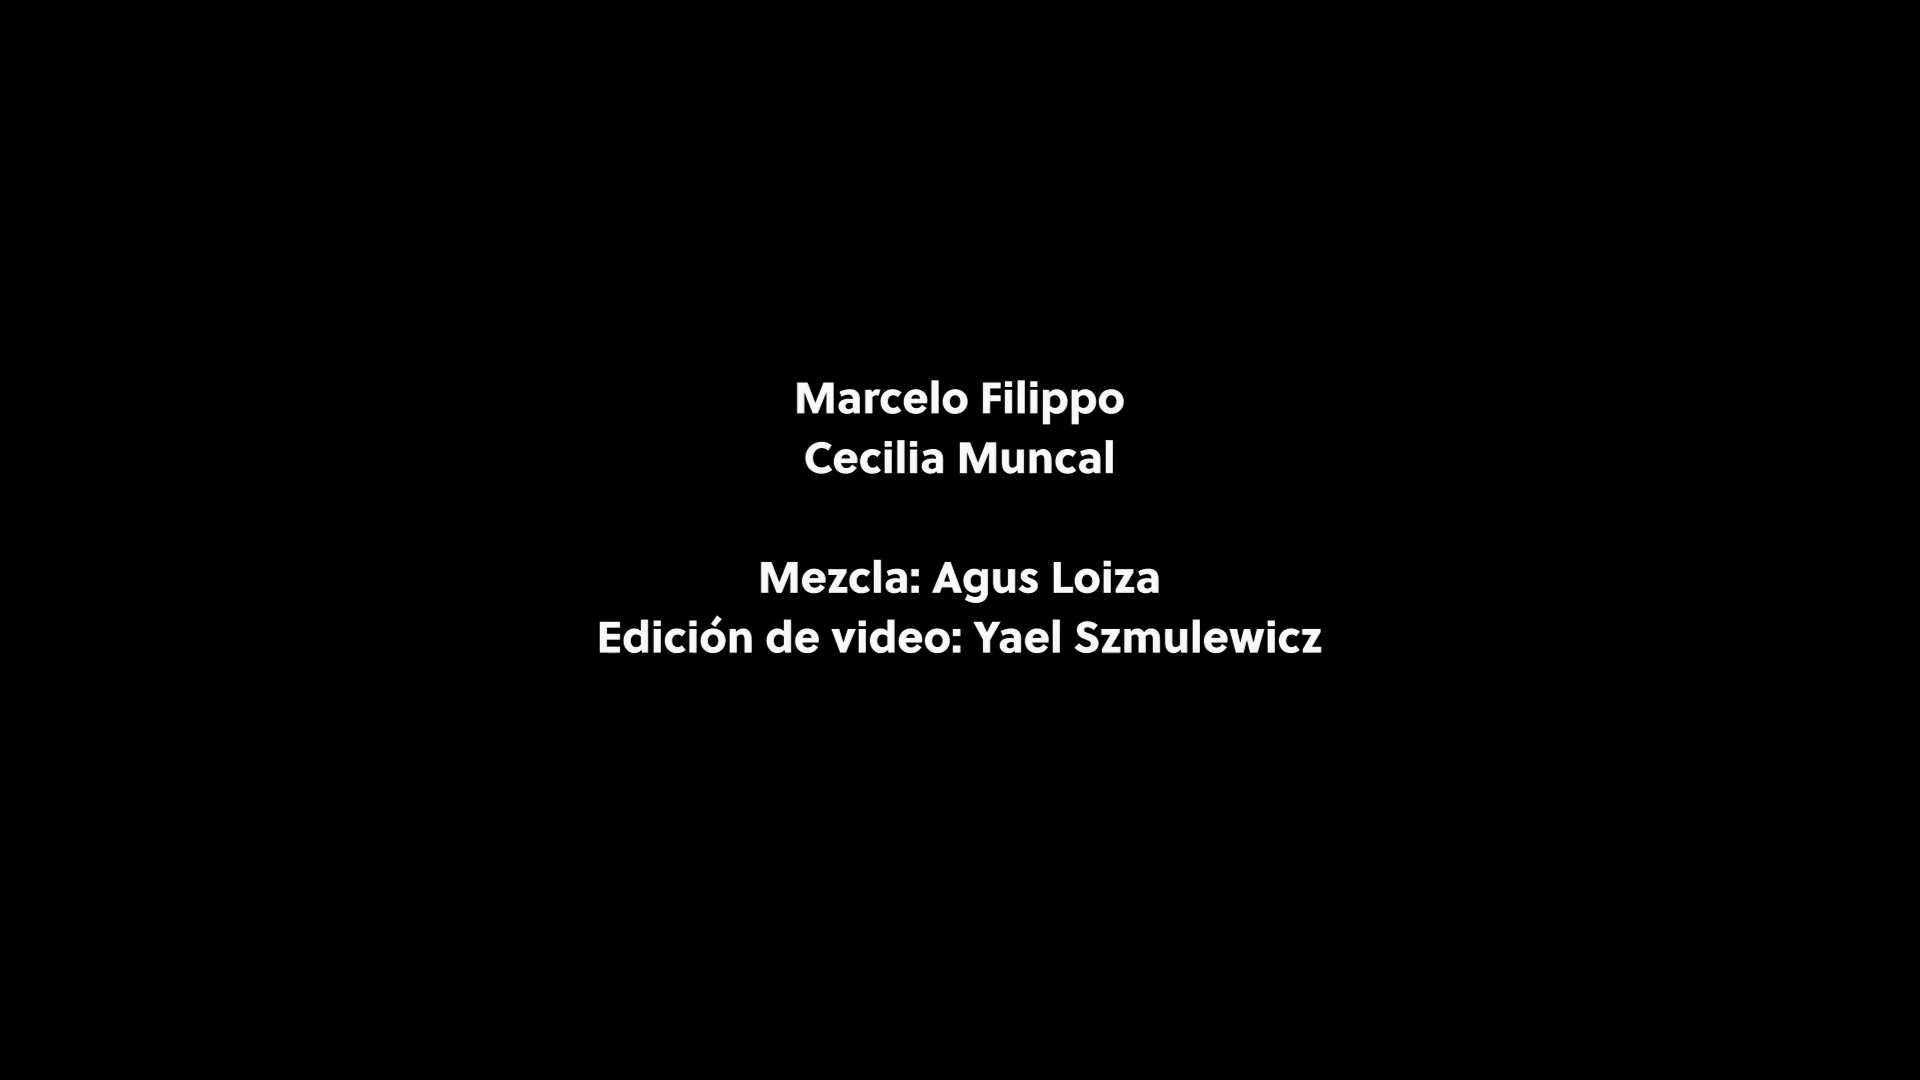 Marcelo Filippo
Cecilia Muncal
Mezcla: Agus Loiza
Edición de video: Yael Szmulewicz